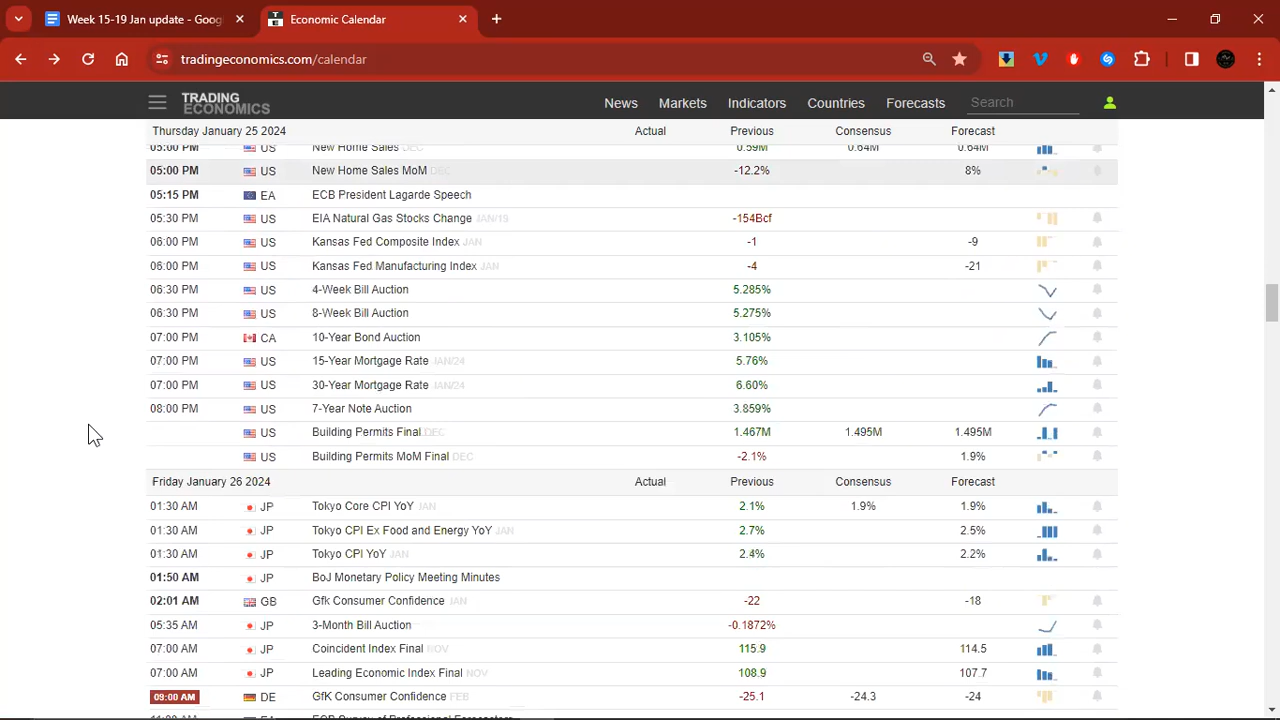 Week 15-19 Jan update - Goog
Economic Calendar
tradingeconomics.com/calendar
TRADING ECONOMICS News Markets Indicators Countries Forecasts Search
Thursday January 25 2024 Actual Previous Consensus Forecast
05:00 PM US New Home Sales DEC 0.59M 0.64M 0.64M
05:00 PM US New Home Sales MoM DEC -12.2% 8%
05:15 PM EA ECB President Lagarde Speech
05:30 PM US EIA Natural Gas Stocks Change JAN/19 -154Bcf
06:00 PM US Kansas Fed Composite Index JAN -1 -9
06:00 PM US Kansas Fed Manufacturing Index JAN -4 -21
06:30 PM US 4-Week Bill Auction 5.285%
06:30 PM US 8-Week Bill Auction 5.275%
07:00 PM CA 10-Year Bond Auction 3.105%
07:00 PM US 15-Year Mortgage Rate JAN/24 5.76%
07:00 PM US 30-Year Mortgage Rate JAN/24 6.60%
08:00 PM US 7-Year Note Auction 3.859%
US Building Permits Final DEC 1.467M 1.495M 1.495M
US Building Permits MoM Final DEC -2.1% 1.9%
Friday January 26 2024 Actual Previous Consensus Forecast
01:30 AM JP Tokyo Core CPI YoY JAN 2.1% 1.9% 1.9%
01:30 AM JP Tokyo CPI Ex Food and Energy YoY JAN 2.7% 2.5%
01:30 AM JP Tokyo CPI YoY JAN 2.4% 2.2%
01:50 AM JP BoJ Monetary Policy Meeting Minutes
02:01 AM GB Gfk Consumer Confidence JAN -22 -18
05:35 AM JP 3-Month Bill Auction -0.1872%
07:00 AM JP Coincident Index Final NOV 115.9 114.5
07:00 AM JP Leading Economic Index Final NOV 108.9 107.7
09:00 AM DE GfK Consumer Confidence FEB -25.1 -24.3 -24
11:00 AM EA ECB Survey of Professional Forecasters